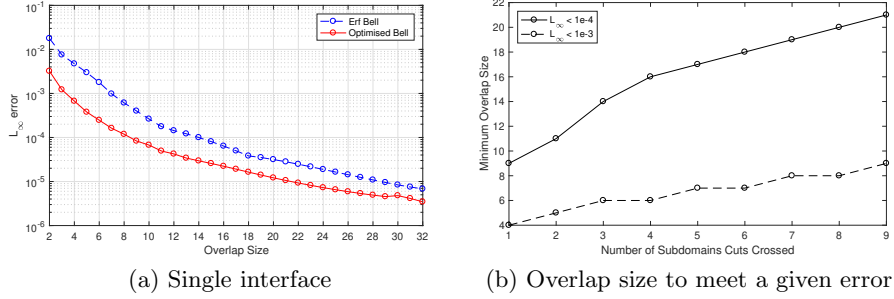 10^0
10^-1
10^-2
10^-3
10^-4
10^-5
10^-6
L∞ error
Erf Bell
Optimised Bell
2 4 6 8 10 12 14 16 18 20 22 24 26 28 30 32
Overlap Size
(a) Single interface
22
20
18
16
14
12
10
8
6
4
Minimum Overlap Size
L∞ < 1e-4
L∞ < 1e-3
1 2 3 4 5 6 7 8 9
Number of Subdomains Cuts Crossed
(b) Overlap size to meet a given error